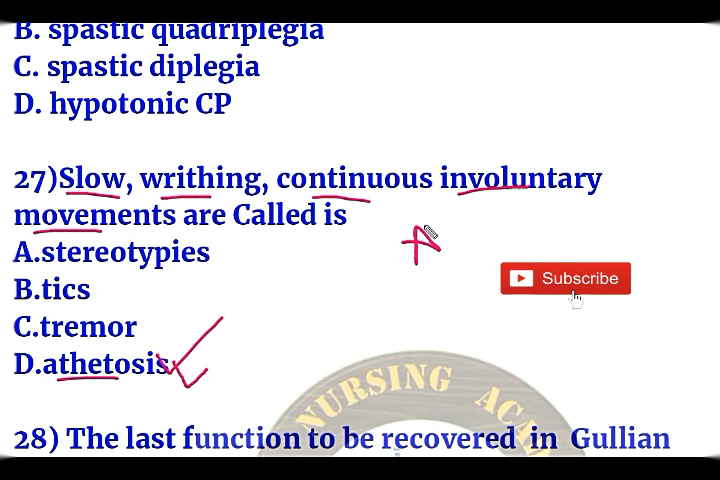 B. spastic quadriplegia
C. spastic diplegia
D. hypotonic CP
27)Slow, writhing, continuous involuntary
movements are Called is
A.stereotypies
B.tics
Subscribe
C.tremor
D.athetosis
NURSING
28) The last function to be recovered in Gullian